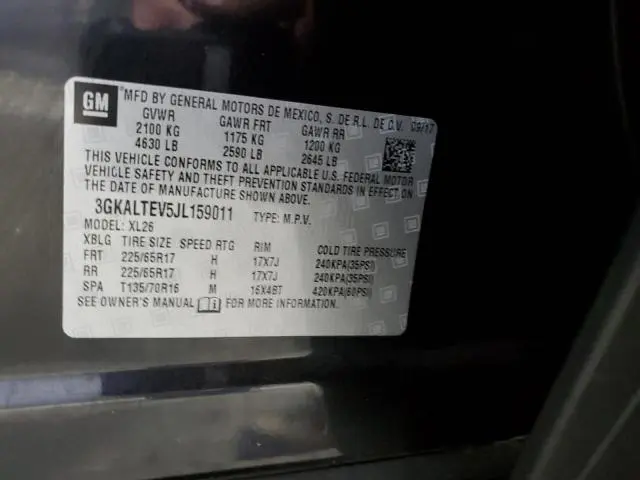 GM
MFD BY GENERAL MOTORS DE MEXICO, S. DE R.L. DE C.V. 09/17
GVWR GAWR FRT GAWR RR
2100 KG 1175 KG 1200 KG
4630 LB 2590 LB 2645 LB
THIS VEHICLE CONFORMS TO ALL APPLICABLE U.S. FEDERAL MOTOR
VEHICLE SAFETY AND THEFT PREVENTION STANDARDS IN EFFECT ON
THE DATE OF MANUFACTURE SHOWN ABOVE.
3GKALTEV5JL159011 TYPE: M.P.V.
MODEL: XL26
XBLG TIRE SIZE SPEED RTG RIM COLD TIRE PRESSURE
FRT 225/65R17 H 17X7J 240KPA(35PSI)
RR 225/65R17 H 17X7J 240KPA(35PSI)
SPA T135/70R16 M 16X4BT 420KPA(60PSI)
SEE OWNER'S MANUAL FOR MORE INFORMATION.